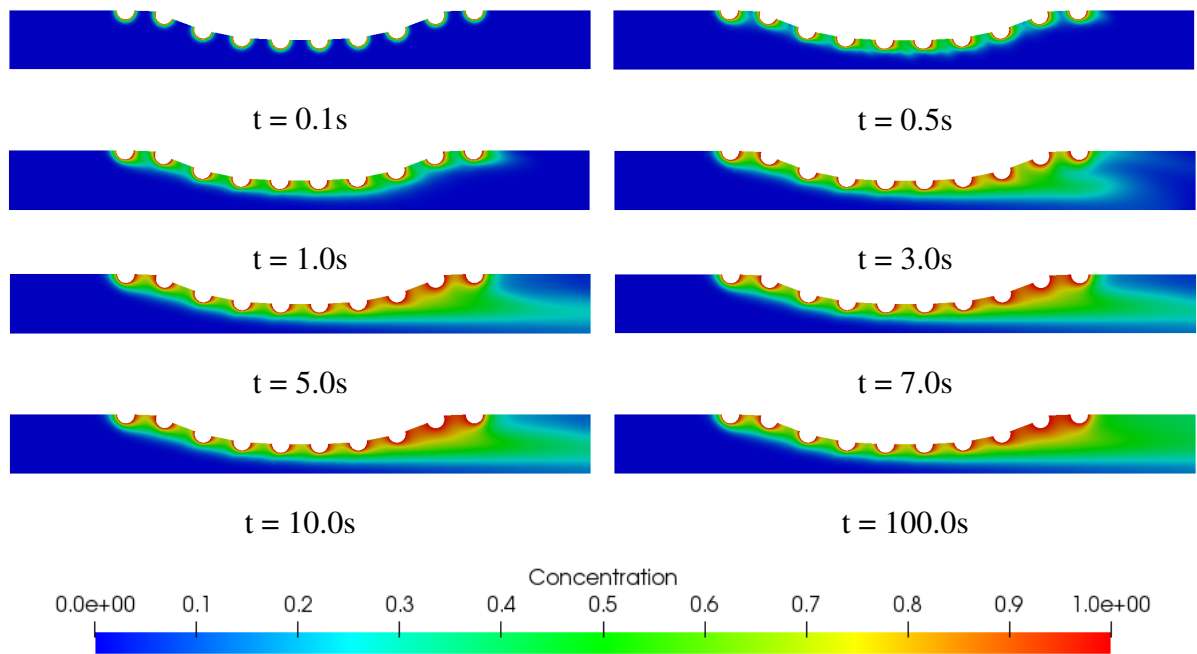 t = 0.1s
t = 0.5s
t = 1.0s
t = 3.0s
t = 5.0s
t = 7.0s
t = 10.0s
t = 100.0s
Concentration
0.0e+00 0.1 0.2 0.3 0.4 0.5 0.6 0.7 0.8 0.9 1.0e+00